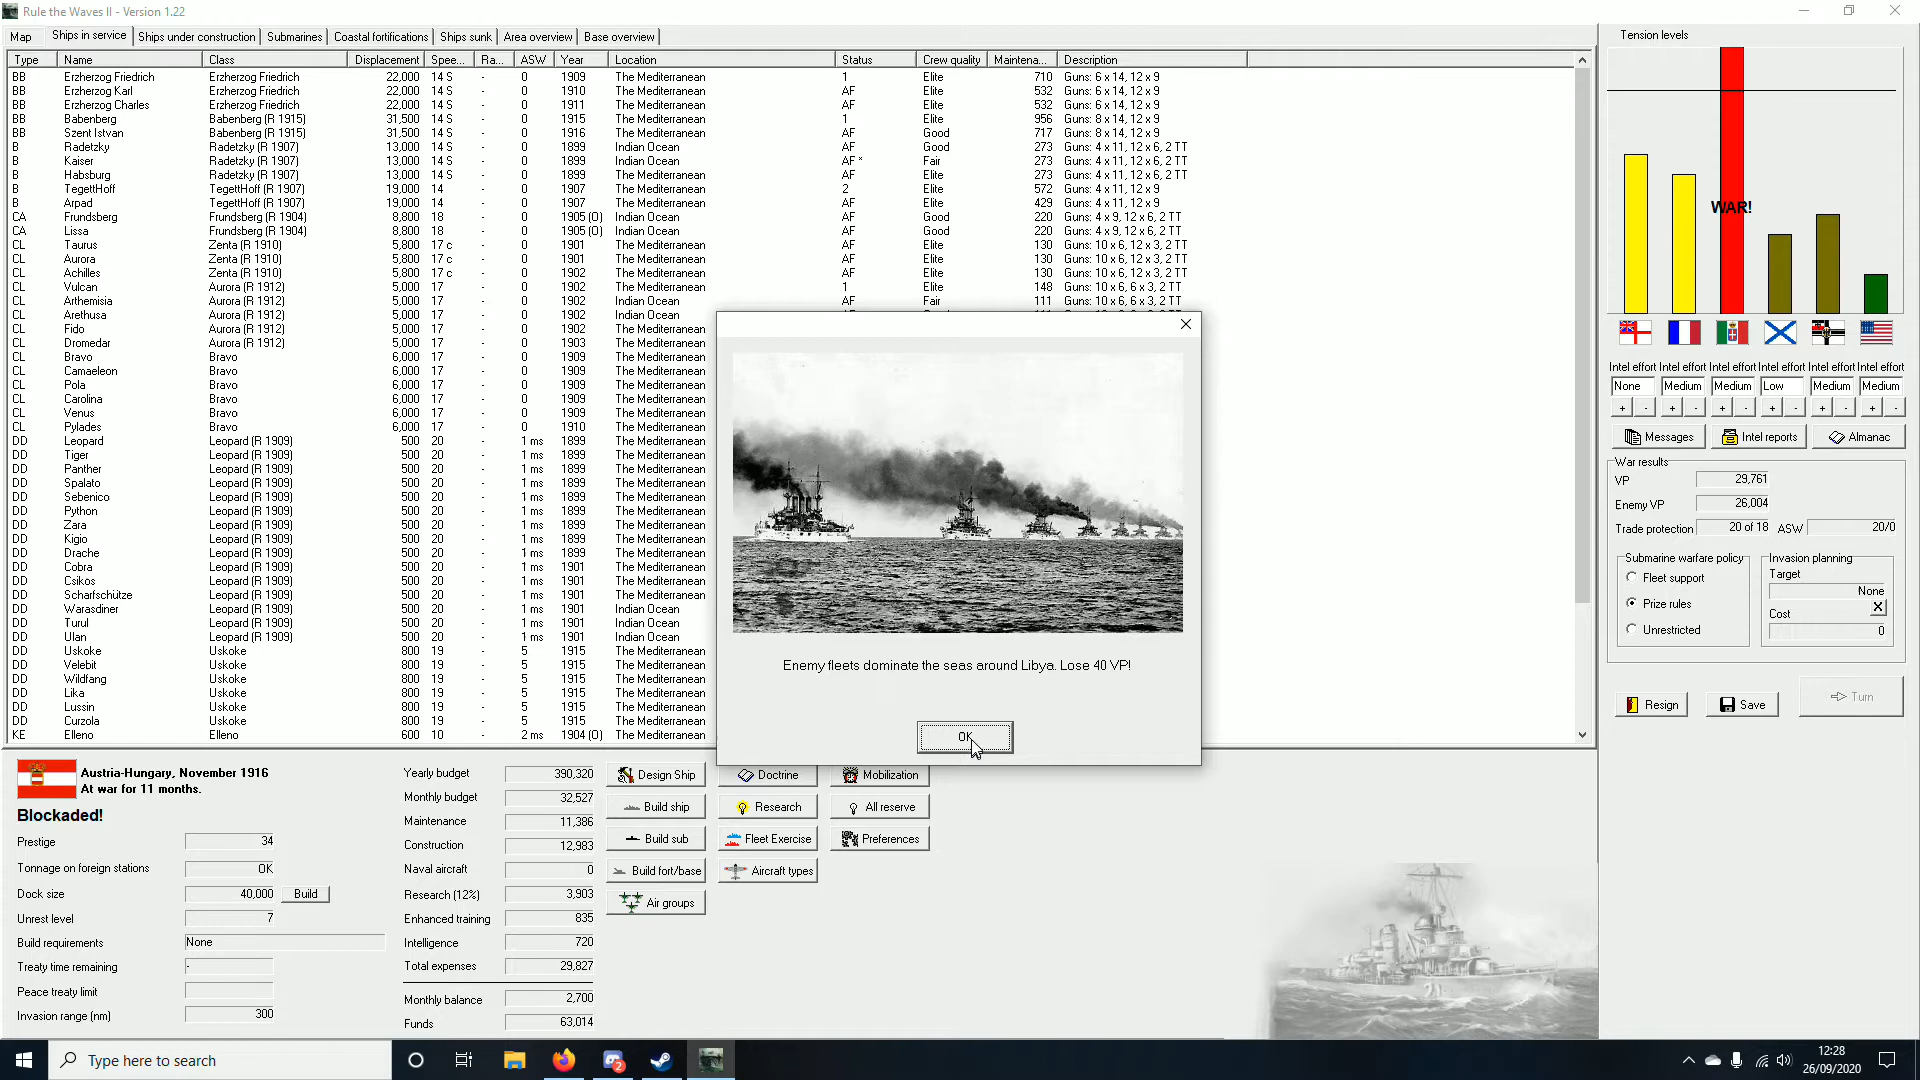 Rule the Waves II - Version 1.22
Map Ships in service Ships under construction Submarines Coastal fortifications Ships sunk Area overview Base overview
Type Name Class Displacement Spee... Ra... ASW Year Location Status Crew quality Maintena... Description
BB Erzherzog Friedrich Erzherzog Friedrich 22,000 14 S - 0 1909 The Mediterranean 1 Elite 710 Guns: 6 x 14, 12 x 9
BB Erzherzog Karl Erzherzog Friedrich 22,000 14 S - 0 1910 The Mediterranean AF Elite 532 Guns: 6 x 14, 12 x 9
BB Erzherzog Charles Erzherzog Friedrich 22,000 14 S - 0 1911 The Mediterranean AF Elite 532 Guns: 6 x 14, 12 x 9
BB Babenberg Babenberg (R 1915) 31,500 14 S - 0 1915 The Mediterranean 1 Elite 956 Guns: 8 x 14, 12 x 9
BB Szent Istvan Babenberg (R 1915) 31,500 14 S - 0 1916 The Mediterranean AF Good 717 Guns: 8 x 14, 12 x 9
B Radetzky Radetzky (R 1907) 13,000 14 S - 0 1899 Indian Ocean AF Good 273 Guns: 4 x 11, 12 x 6, 2 TT
B Kaiser Radetzky (R 1907) 13,000 14 S - 0 1899 Indian Ocean AF * Fair 273 Guns: 4 x 11, 12 x 6, 2 TT
B Habsburg Radetzky (R 1907) 13,000 14 S - 0 1899 Indian Ocean AF Good 273 Guns: 4 x 11, 12 x 6, 2 TT
B TegettHoff TegettHoff (R 1907) 19,000 14 - 0 1907 The Mediterranean 2 Elite 572 Guns: 4 x 11, 12 x 9
B Arpad TegettHoff (R 1907) 19,000 14 - 0 1907 The Mediterranean AF Elite 429 Guns: 4 x 11, 12 x 9
CA Frundsberg Frundsberg (R 1904) 8,800 18 - 0 1905 (O) Indian Ocean AF Good 220 Guns: 4 x 9, 12 x 6, 2 TT
CA Lissa Frundsberg (R 1904) 8,800 18 - 0 1905 (O) Indian Ocean AF Good 220 Guns: 4 x 9, 12 x 6, 2 TT
CL Taurus Zenta (R 1910) 5,800 17 c - 0 1901 The Mediterranean AF Elite 130 Guns: 10 x 6, 12 x 3, 2 TT
CL Aurora Zenta (R 1910) 5,800 17 c - 0 1901 The Mediterranean AF Elite 130 Guns: 10 x 6, 12 x 3, 2 TT
CL Achilles Zenta (R 1910) 5,800 17 c - 0 1902 The Mediterranean AF Elite 130 Guns: 10 x 6, 12 x 3, 2 TT
CL Vulcan Aurora (R 1912) 5,000 17 - 0 1902 The Mediterranean 1 Elite 148 Guns: 10 x 6, 6 x 3, 2 TT
CL Arthemisia Aurora (R 1912) 5,000 17 - 0 1902 Indian Ocean AF Fair 111 Guns: 10 x 6, 6 x 3, 2 TT
CL Arethusa Aurora (R 1912) 5,000 17 - 0 1902 Indian Ocean
CL Fido Aurora (R 1912) 5,000 17 - 0 1902 The Mediterranean
CL Dromedar Aurora (R 1912) 5,000 17 - 0 1903 The Mediterranean
CL Bravo Bravo 6,000 17 - 0 1909 The Mediterranean
CL Camaeleon Bravo 6,000 17 - 0 1909 The Mediterranean
CL Pola Bravo 6,000 17 - 0 1909 The Mediterranean
CL Carolina Bravo 6,000 17 - 0 1909 The Mediterranean
CL Venus Bravo 6,000 17 - 0 1909 The Mediterranean
CL Pylades Bravo 6,000 17 - 0 1910 The Mediterranean
DD Leopard Leopard (R 1909) 500 20 - 1 ms 1899 The Mediterranean
DD Tiger Leopard (R 1909) 500 20 - 1 ms 1899 The Mediterranean
DD Panther Leopard (R 1909) 500 20 - 1 ms 1899 The Mediterranean
DD Spalato Leopard (R 1909) 500 20 - 1 ms 1899 The Mediterranean
DD Sebenico Leopard (R 1909) 500 20 - 1 ms 1899 The Mediterranean
DD Python Leopard (R 1909) 500 20 - 1 ms 1899 The Mediterranean
DD Zara Leopard (R 1909) 500 20 - 1 ms 1899 The Mediterranean
DD Kigio Leopard (R 1909) 500 20 - 1 ms 1899 The Mediterranean
DD Drache Leopard (R 1909) 500 20 - 1 ms 1899 The Mediterranean
DD Cobra Leopard (R 1909) 500 20 - 1 ms 1901 The Mediterranean
DD Csikos Leopard (R 1909) 500 20 - 1 ms 1901 The Mediterranean
DD Scharfschütze Leopard (R 1909) 500 20 - 1 ms 1901 The Mediterranean
DD Warasdiner Leopard (R 1909) 500 20 - 1 ms 1901 Indian Ocean
DD Turul Leopard (R 1909) 500 20 - 1 ms 1901 Indian Ocean
DD Ulan Leopard (R 1909) 500 20 - 1 ms 1901 Indian Ocean
DD Uskoke Uskoke 800 19 - 5 1915 The Mediterranean
DD Velebit Uskoke 800 19 - 5 1915 The Mediterranean
DD Wildfang Uskoke 800 19 - 5 1915 The Mediterranean
DD Lika Uskoke 800 19 - 5 1915 The Mediterranean
DD Lussin Uskoke 800 19 - 5 1915 The Mediterranean
DD Curzola Uskoke 800 19 - 5 1915 The Mediterranean
KE Elleno Elleno 600 10 - 2 ms 1904 (O) The Mediterranean
Enemy fleets dominate the seas around Libya. Lose 40 VP!
OK
Tension levels
WAR!
Intel effort Intel effort Intel effort Intel effort Intel effort Intel effort
None Medium Medium Low Medium Medium
+ - + - + - + - + - + -
Messages Intel reports Almanac
War results
VP 29,761
Enemy VP 26,004
Trade protection 20 of 18 ASW 20/0
Submarine warfare policy
Fleet support
Prize rules
Unrestricted
Invasion planning
Target
None
Cost X
0
Resign Save Turn
Austria-Hungary, November 1916
At war for 11 months.
Blockaded!
Prestige 34
Tonnage on foreign stations OK
Dock size 40,000 Build
Unrest level 7
Build requirements None
Treaty time remaining -
Peace treaty limit
Invasion range (nm) 300
Yearly budget 390,320
Monthly budget 32,527
Maintenance 11,386
Construction 12,983
Naval aircraft 0
Research (12%) 3,903
Enhanced training 835
Intelligence 720
Total expenses 29,827
Monthly balance 2,700
Funds 63,014
Design Ship Doctrine Mobilization
Build ship Research All reserve
Build sub Fleet Exercise Preferences
Build fort/base Aircraft types
Air groups
Type here to search
2
12:28
26/09/2020